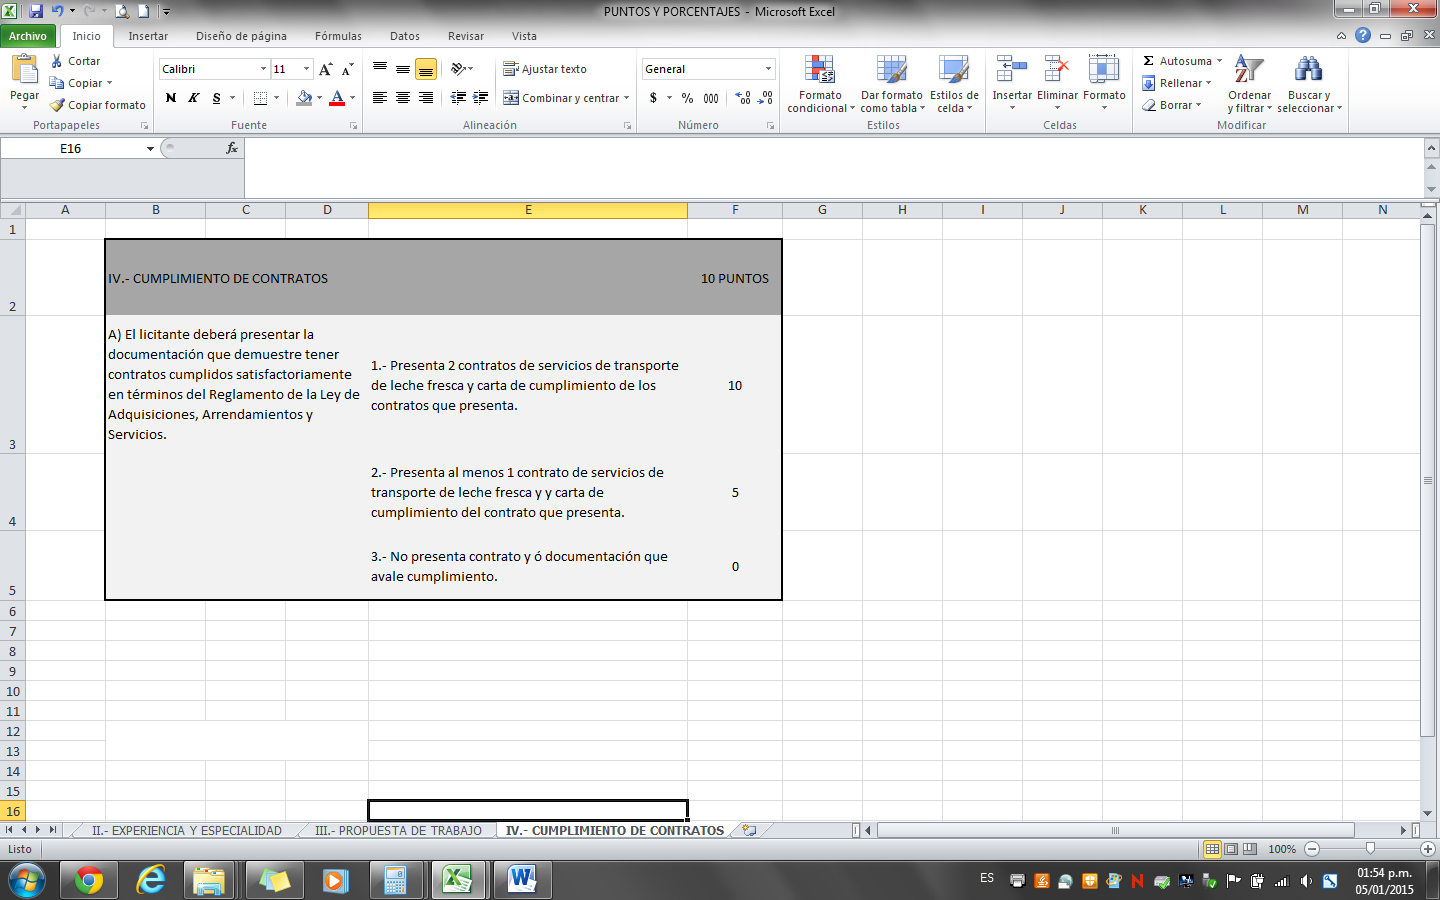 PUNTOS Y PORCENTAJES - Microsoft Excel
Archivo Inicio Insertar Diseño de página Fórmulas Datos Revisar Vista
Pegar
Cortar
Copiar
Copiar formato
Portapapeles
Calibri 11
N K S
Fuente
Ajustar texto
Combinar y centrar
Alineación
General
$ % 000
Número
Formato condicional
Dar formato como tabla
Estilos de celda
Estilos
Insertar Eliminar Formato
Celdas
Autosuma
Rellenar
Borrar
Ordenar y filtrar
Buscar y seleccionar
Modificar
E16 fx
A B C D E F G H I J K L M N
1
2
3
4
5
6
7
8
9
10
11
12
13
14
15
16
IV.- CUMPLIMIENTO DE CONTRATOS 10 PUNTOS
A) El licitante deberá presentar la
documentación que demuestre tener
contratos cumplidos satisfactoriamente
en términos del Reglamento de la Ley de
Adquisiciones, Arrendamientos y
Servicios.
1.- Presenta 2 contratos de servicios de transporte
de leche fresca y carta de cumplimiento de los
contratos que presenta.
10
2.- Presenta al menos 1 contrato de servicios de
transporte de leche fresca y y carta de
cumplimiento del contrato que presenta.
5
3.- No presenta contrato y ó documentación que
avale cumplimiento.
0
II.- EXPERIENCIA Y ESPECIALIDAD III.- PROPUESTA DE TRABAJO IV.- CUMPLIMIENTO DE CONTRATOS
Listo 100%
ES 01:54 p.m.
05/01/2015